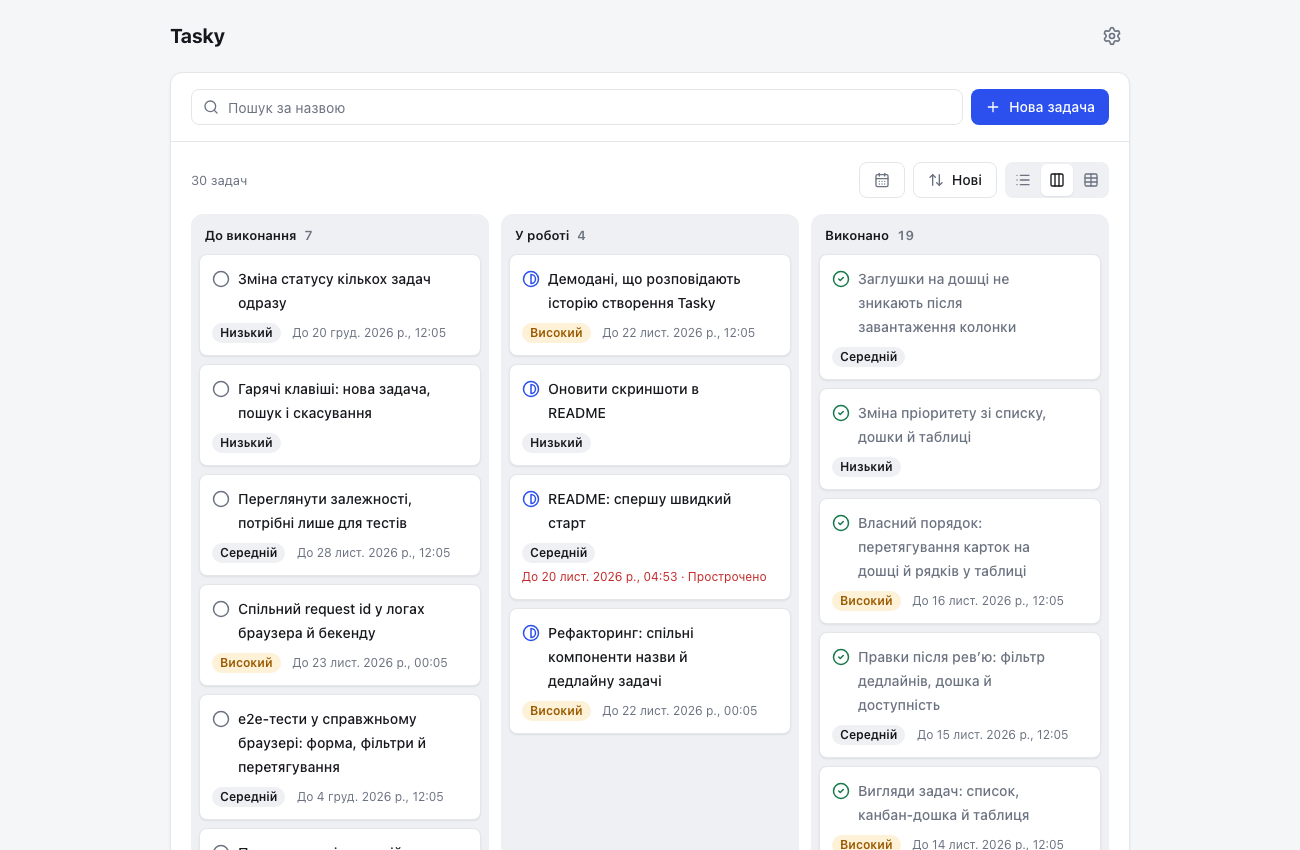 Tasky
Пошук за назвою
Нова задача
30 задач
Нові
До виконання 7
Зміна статусу кількох задач
одразу
Низький До 20 груд. 2026 р., 12:05
Гарячі клавіші: нова задача,
пошук і скасування
Низький
Переглянути залежності,
потрібні лише для тестів
Середній До 28 лист. 2026 р., 12:05
Спільний request id у логах
браузера й бекенду
Високий До 23 лист. 2026 р., 00:05
e2e-тести у справжньому
браузері: форма, фільтри й
перетягування
Середній До 4 груд. 2026 р., 12:05
У роботі 4
Демодані, що розповідають
історію створення Tasky
Високий До 22 лист. 2026 р., 12:05
Оновити скриншоти в
README
Низький
README: спершу швидкий
старт
Середній
До 20 лист. 2026 р., 04:53 · Прострочено
Рефакторинг: спільні
компоненти назви й
дедлайну задачі
Високий До 22 лист. 2026 р., 00:05
Виконано 19
Заглушки на дошці не
зникають після
завантаження колонки
Середній
Зміна пріоритету зі списку,
дошки й таблиці
Низький
Власний порядок:
перетягування карток на
дошці й рядків у таблиці
Високий До 16 лист. 2026 р., 12:05
Правки після рев’ю: фільтр
дедлайнів, дошка й
доступність
Середній До 15 лист. 2026 р., 12:05
Вигляди задач: список,
канбан-дошка й таблиця
Високий До 14 лист. 2026 р., 12:05